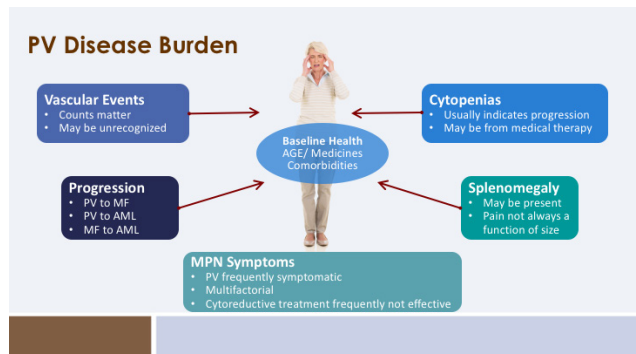 PV Disease Burden
Vascular Events
• Counts matter
• May be unrecognized
Cytopenias
• Usually indicates progression
• May be from medical therapy
Baseline Health
AGE/ Medicines
Comorbidities
Progression
• PV to MF
• PV to AML
• MF to AML
Splenomegaly
• May be present
• Pain not always a
function of size
MPN Symptoms
• PV frequently symptomatic
• Multifactorial
• Cytoreductive treatment frequently not effective